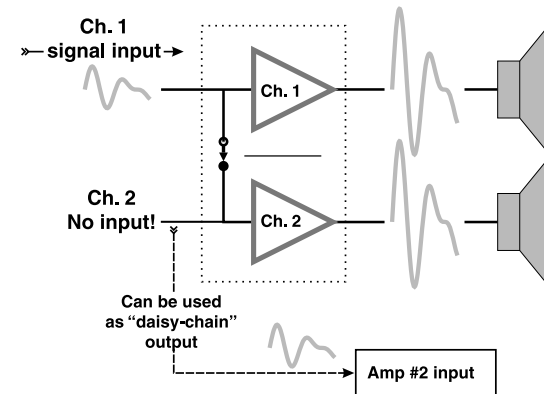 Ch. 1
signal input
Ch. 1
Ch. 2
No input!
Ch. 2
Can be used
as “daisy-chain”
output
Amp #2 input